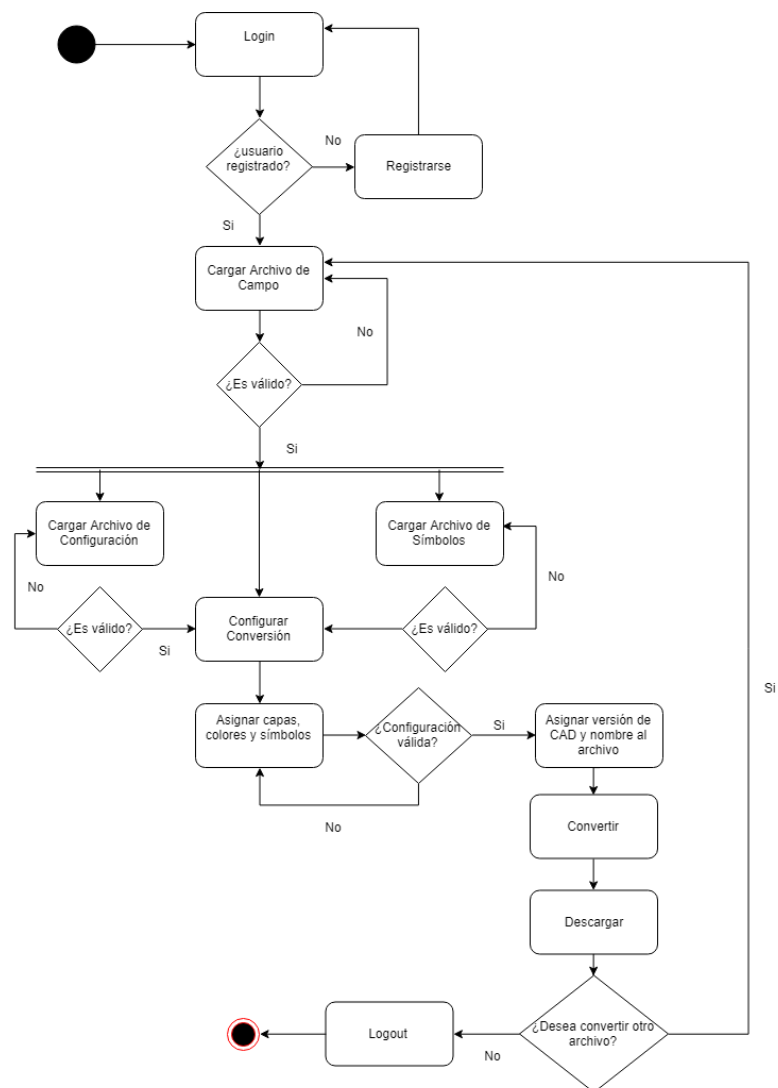 Login
¿usuario
registrado?
No
Registrarse
Si
Cargar Archivo de
Campo
No
¿Es válido?
Si
Cargar Archivo de
Configuración
Cargar Archivo de
Símbolos
No
No
¿Es válido?
Si
Configurar
Conversión
¿Es válido?
Si
Asignar capas,
colores y símbolos
¿Configuración
válida?
Si
Asignar versión de
CAD y nombre al
archivo
No
Convertir
Descargar
¿Desea convertir otro
archivo?
No
Logout